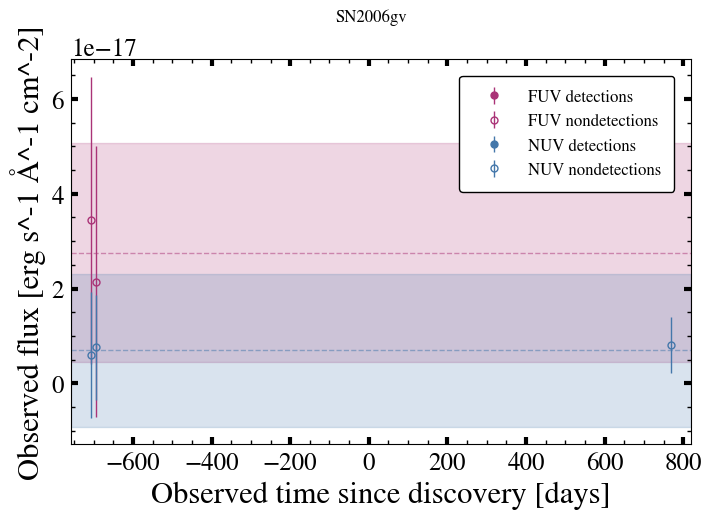 SN2006gv
1e−17
Observed flux [erg s^-1 Å^-1 cm^-2]
6
4
2
0
FUV detections
FUV nondetections
NUV detections
NUV nondetections
−600 −400 −200 0 200 400 600 800
Observed time since discovery [days]